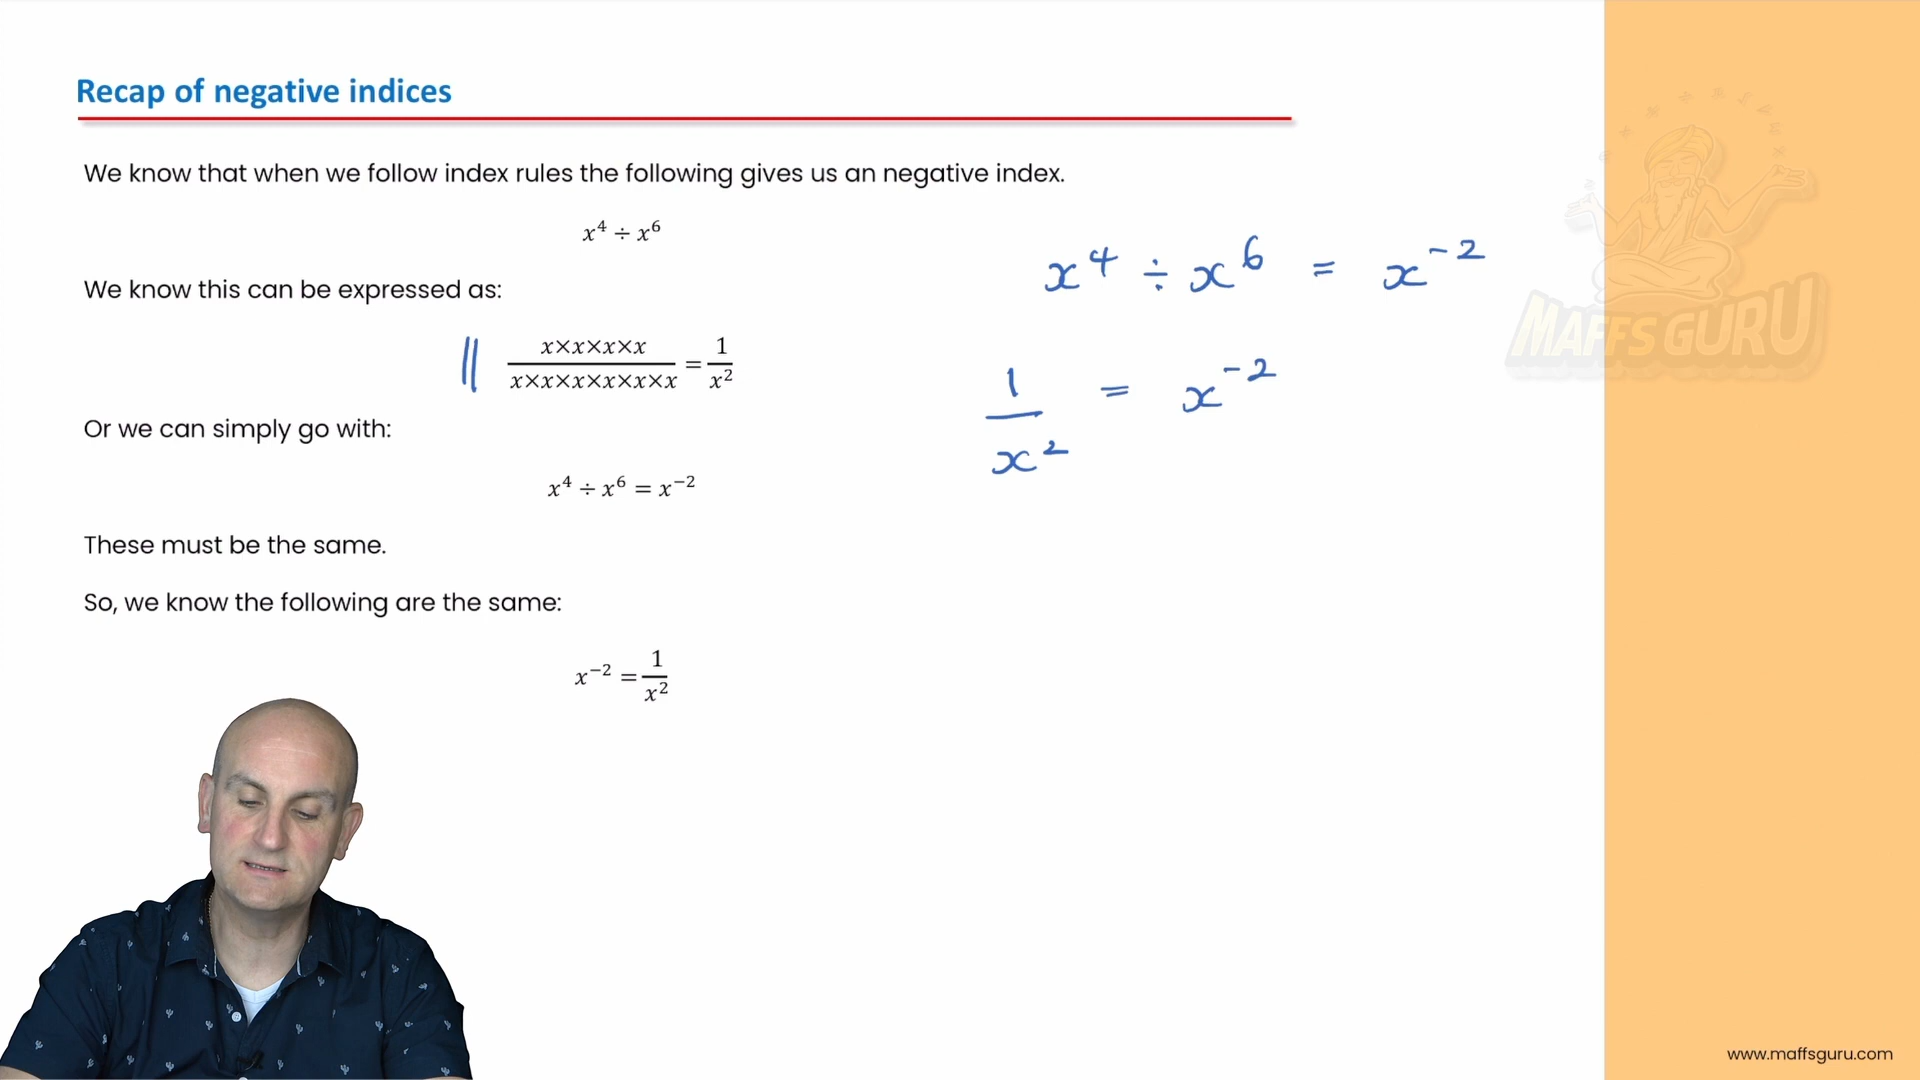 Recap of negative indices
We know that when we follow index rules the following gives us an negative index.
x⁴ ÷ x⁶
We know this can be expressed as:
x×x×x×x / x×x×x×x×x×x = 1/x²
Or we can simply go with:
x⁴ ÷ x⁶ = x⁻²
These must be the same.
So, we know the following are the same:
x⁻² = 1/x²
x⁴ ÷ x⁶ = x⁻²
1/x² = x⁻²
MAFFS GURU
www.maffsguru.com